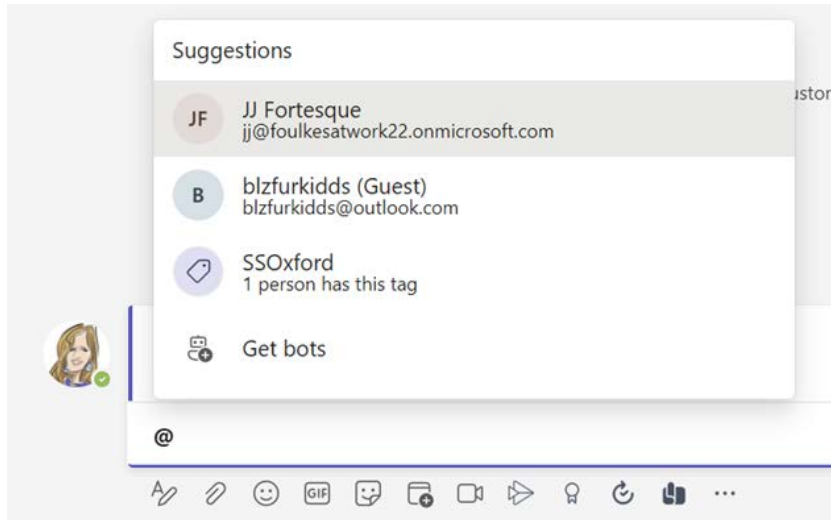 Suggestions
JF
JJ Fortesque
jj@foulkesatwork22.onmicrosoft.com
B
blzfurkidds (Guest)
blzfurkidds@outlook.com
SSOxford
1 person has this tag
Get bots
@
GIF